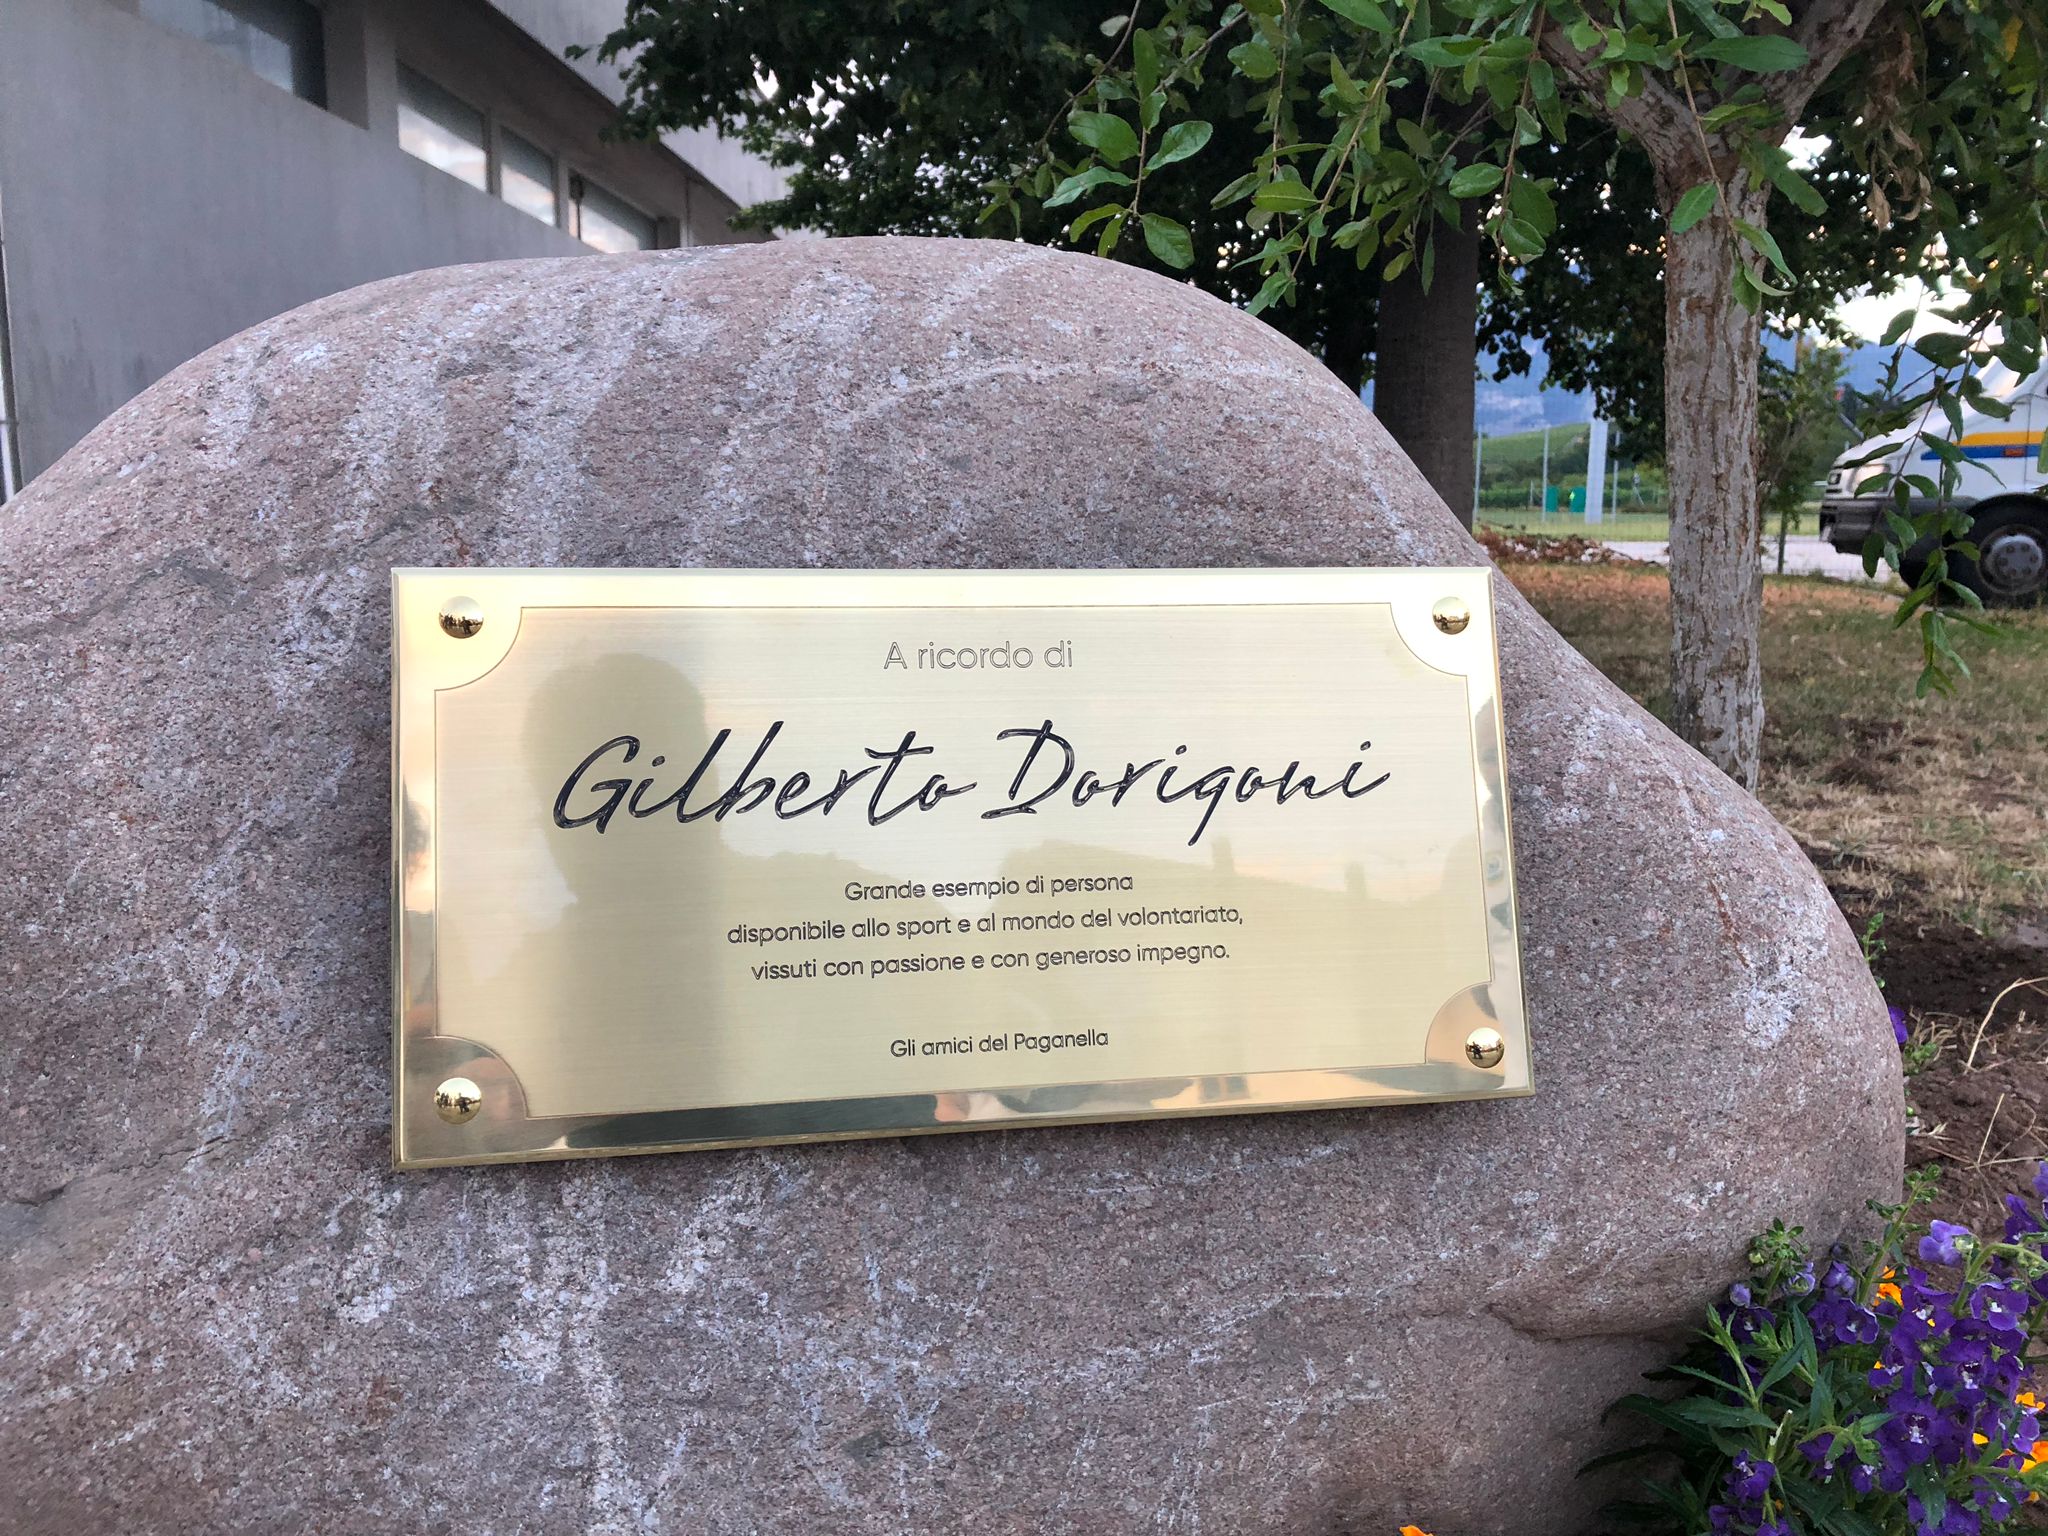 A ricordo di
Gilberto Dorigoni
Grande esempio di persona
disponibile allo sport e al mondo del volontariato,
vissuti con passione e con generoso impegno.
Gli amici del Paganella